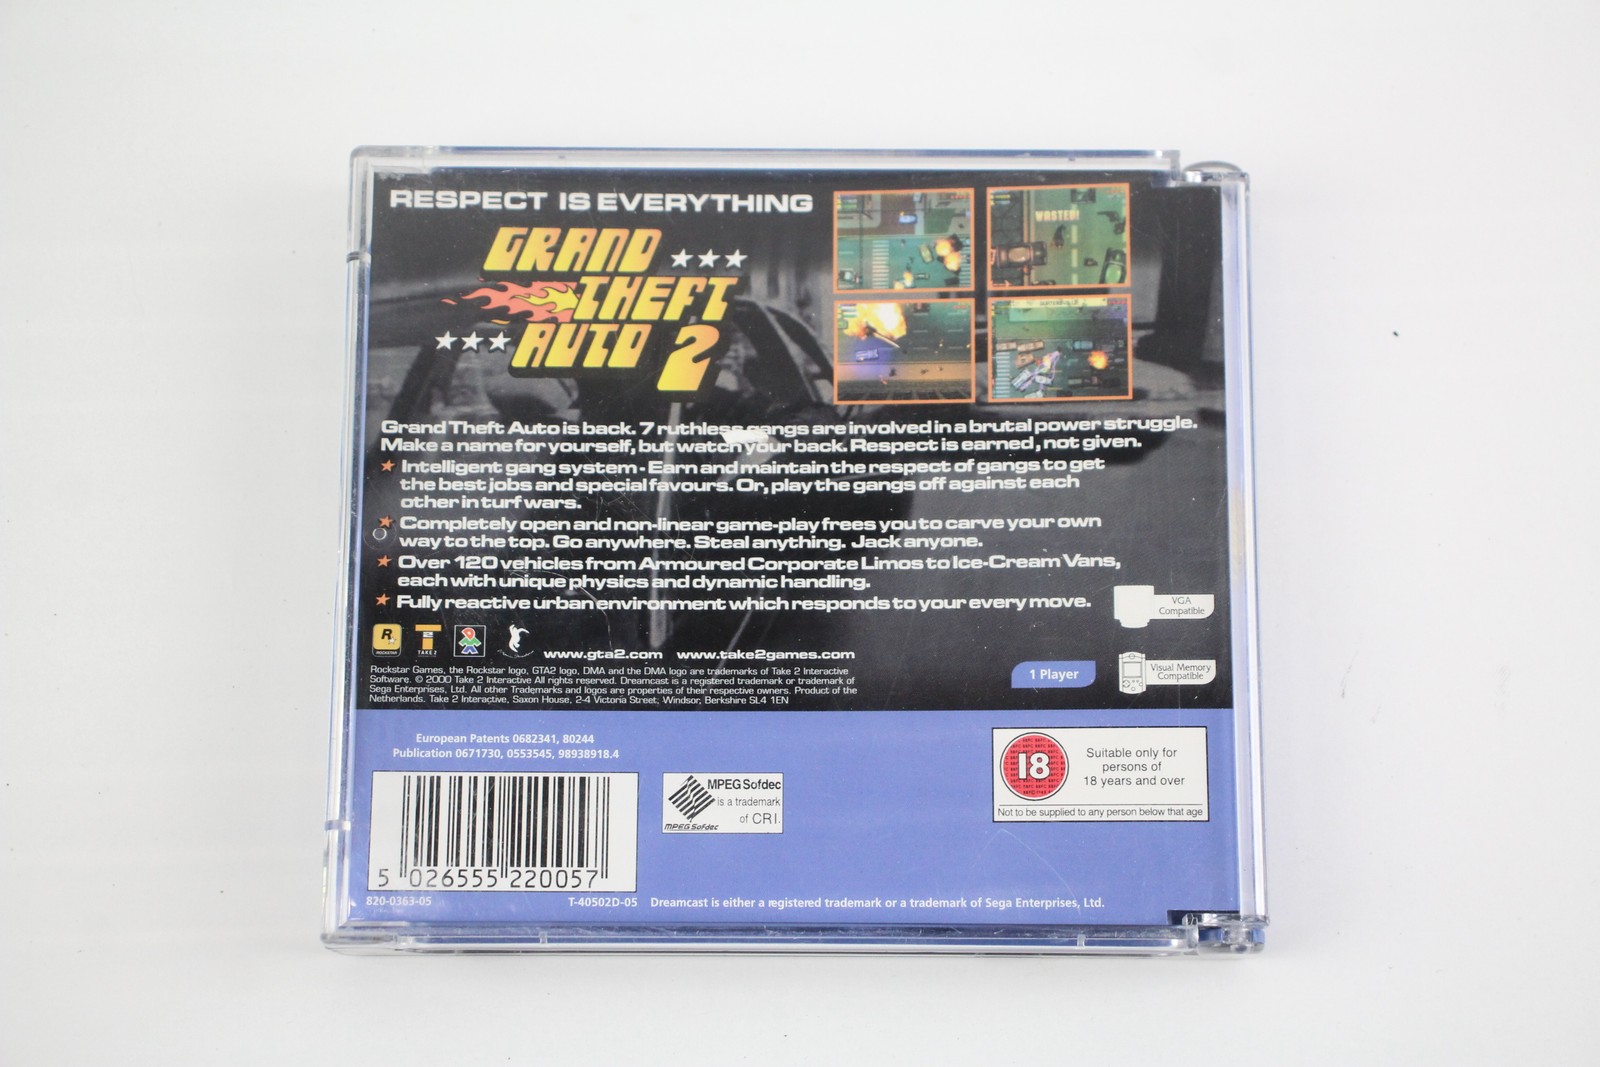 RESPECT IS EVERYTHING
GRAND
THEFT
AUTO 2
WASTED!
Grand Theft Auto is back. 7 ruthless gangs are involved in a brutal power struggle.
Make a name for yourself, but watch your back. Respect is earned, not given.
Intelligent gang system - Earn and maintain the respect of gangs to get
the best jobs and special favours. Or, play the gangs off against each
other in turf wars.
Completely open and non-linear game-play frees you to carve your own
way to the top. Go anywhere. Steal anything. Jack anyone.
Over 120 vehicles from Armoured Corporate Limos to Ice-Cream Vans,
each with unique physics and dynamic handling.
Fully reactive urban environment which responds to your every move.
VGA
Compatible
R
ROCKSTAR
T2
TAKE 2
DMA
www.gta2.com www.take2games.com
Rockstar Games, the Rockstar logo, GTA2 logo, DMA and the DMA logo are trademarks of Take 2 Interactive
Software. © 2000 Take 2 Interactive All rights reserved. Dreamcast is a registered trademark or trademark of
Sega Enterprises, Ltd. All other Trademarks and logos are properties of their respective owners. Product of the
Netherlands. Take 2 Interactive, Saxon House, 2-4 Victoria Street, Windsor, Berkshire SL4 1EN
1 Player
Visual Memory
Compatible
European Patents 0682341, 80244
Publication 0671730, 0553545, 98938918.4
MPEG Sofdec
is a trademark
of CRI.
MPEG Sofdec
18
Suitable only for
persons of
18 years and over
Not to be supplied to any person below that age
5 026555 220057
820-0363-05
T-40502D-05
Dreamcast is either a registered trademark or a trademark of Sega Enterprises, Ltd.